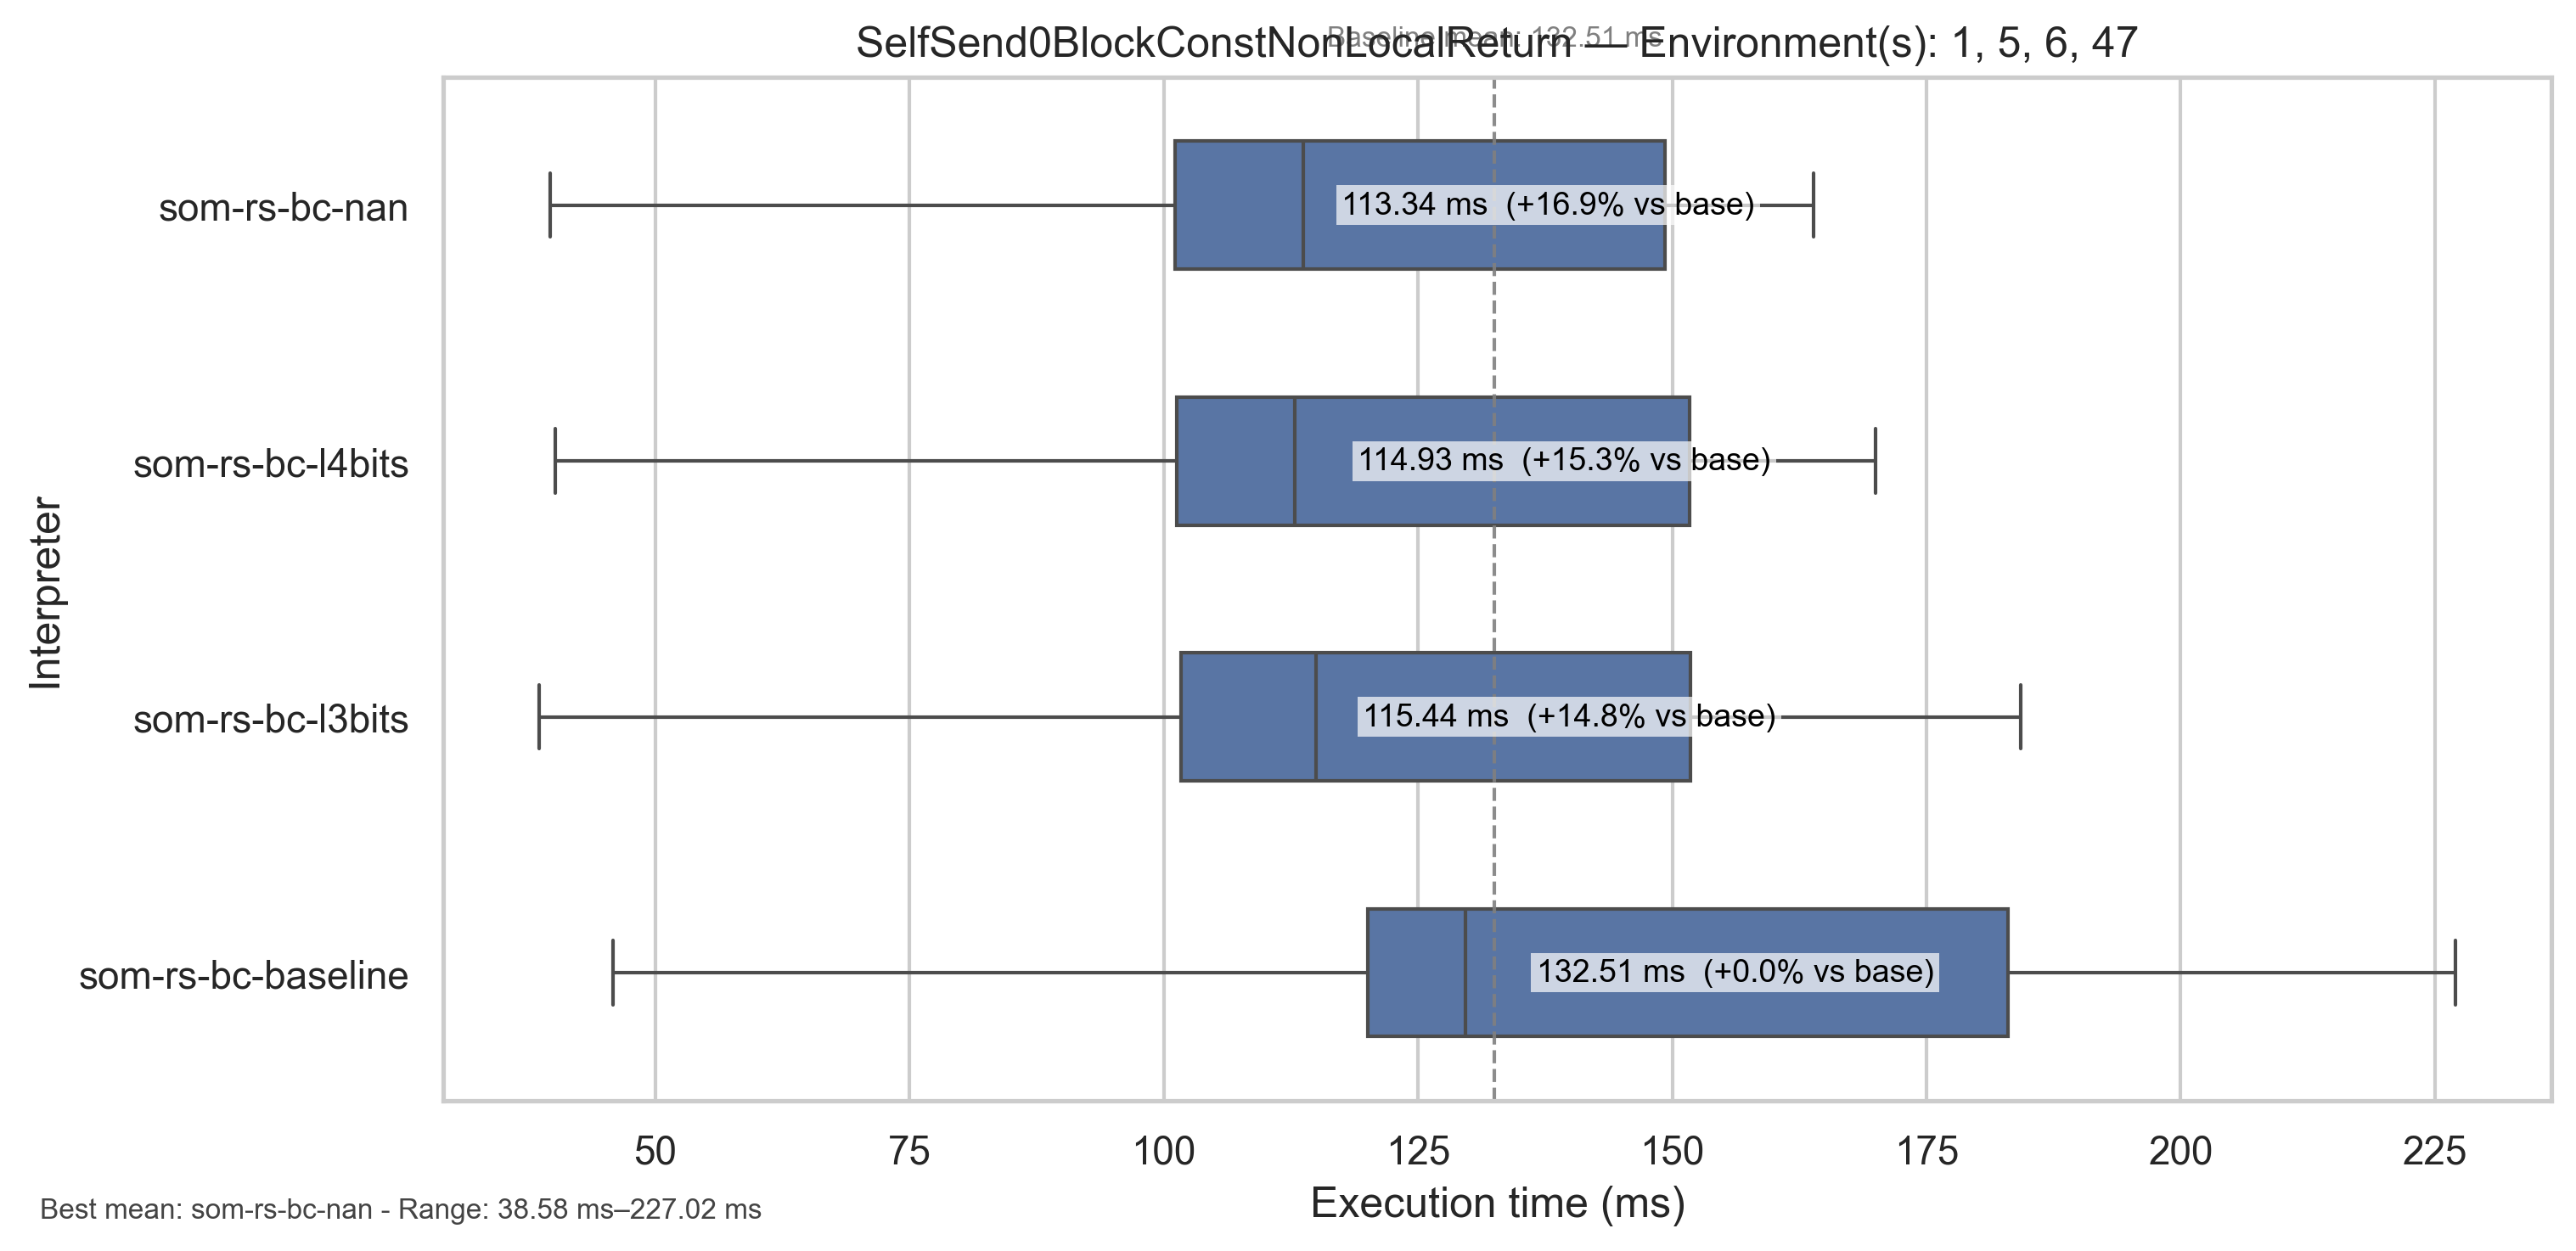 Baseline mean: 132.51 ms
SelfSend0BlockConstNonLocalReturn — Environment(s): 1, 5, 6, 47
som-rs-bc-nan
113.34 ms (+16.9% vs base)
som-rs-bc-l4bits
114.93 ms (+15.3% vs base)
som-rs-bc-l3bits
115.44 ms (+14.8% vs base)
som-rs-bc-baseline
132.51 ms (+0.0% vs base)
Interpreter
50 75 100 125 150 175 200 225
Execution time (ms)
Best mean: som-rs-bc-nan - Range: 38.58 ms–227.02 ms